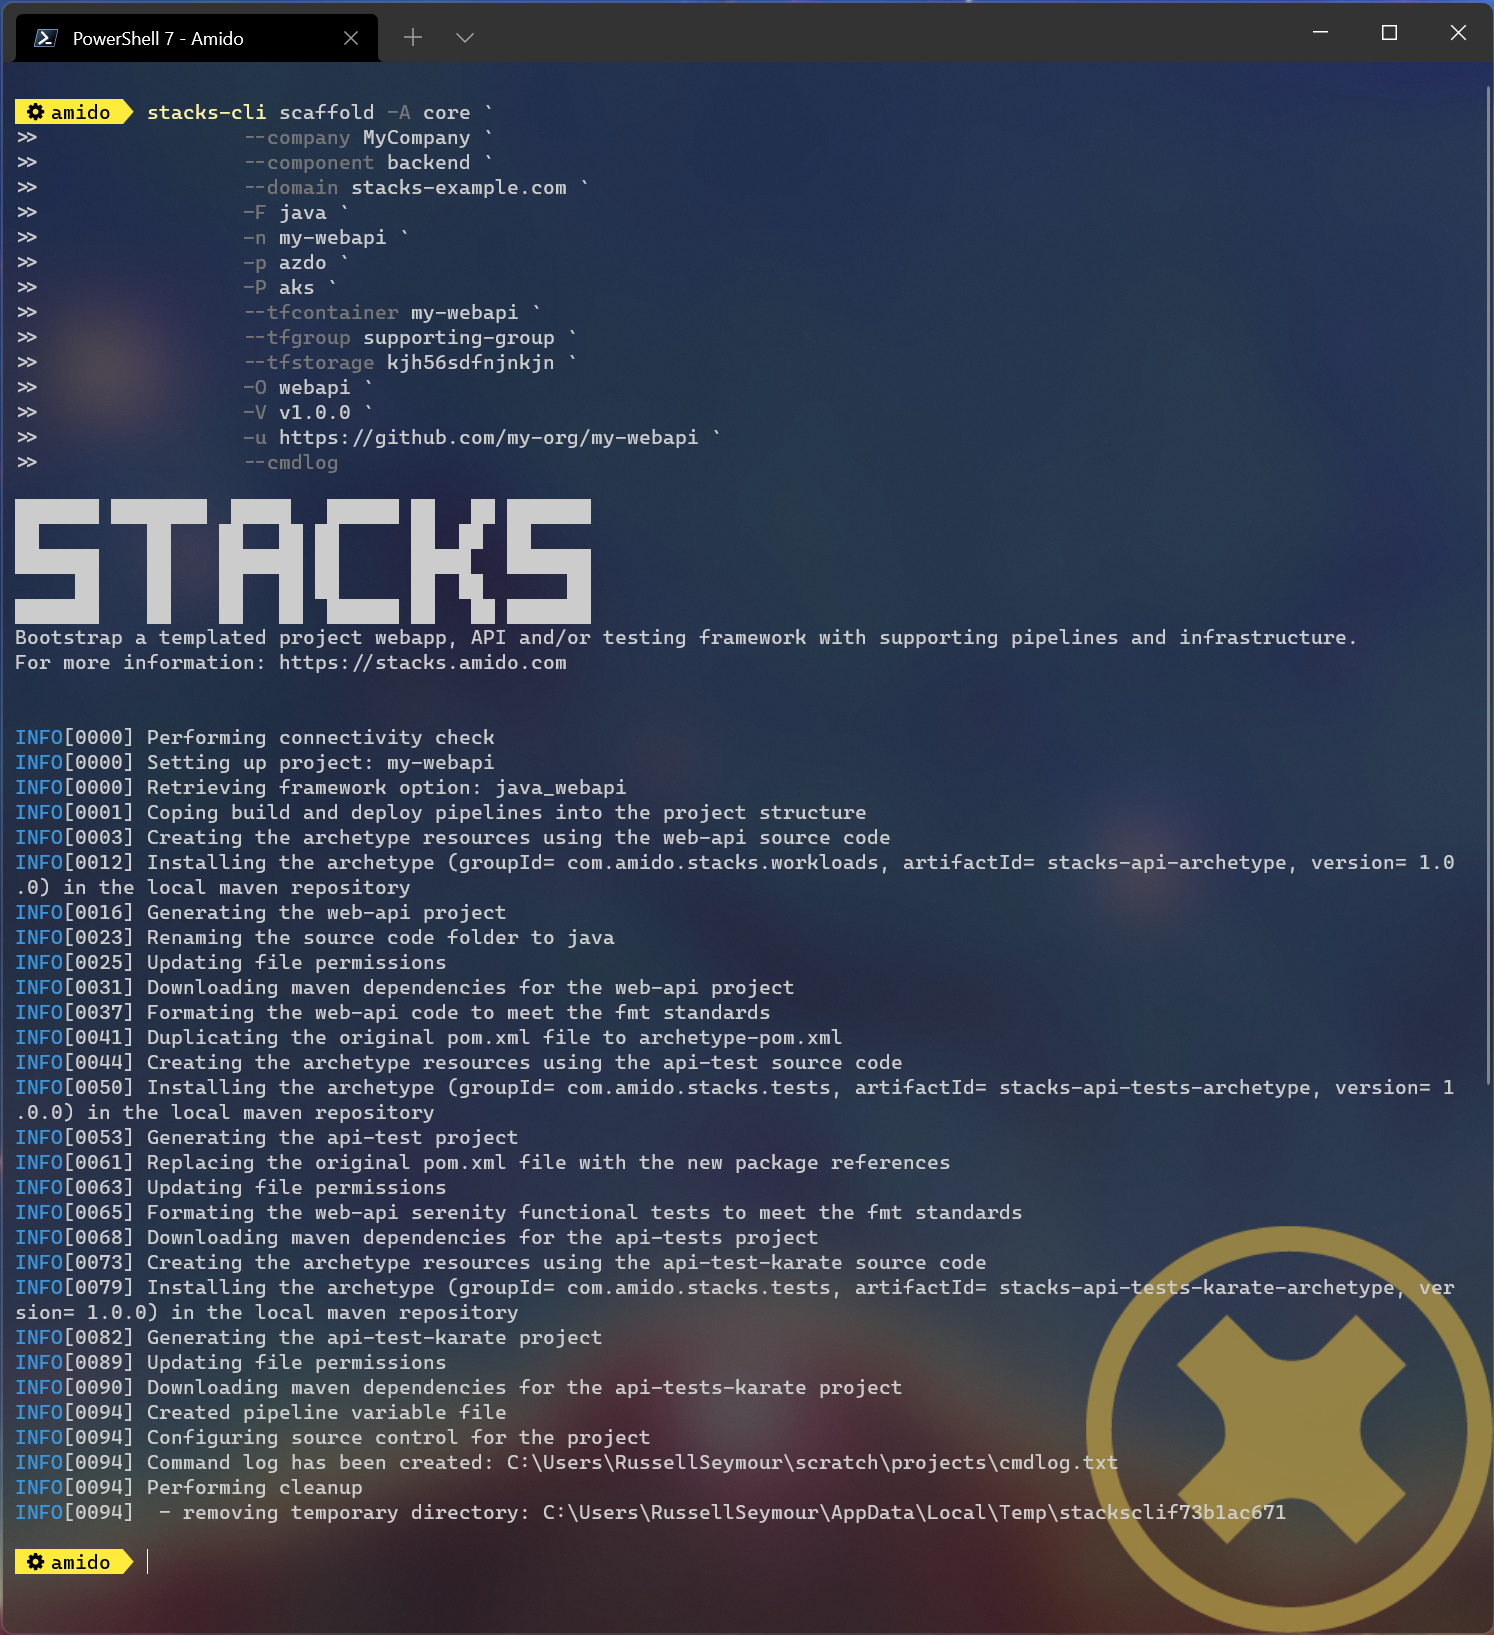 PowerShell 7 - Amido
amido stacks-cli scaffold -A core `
>> --company MyCompany `
>> --component backend `
>> --domain stacks-example.com `
>> -F java `
>> -n my-webapi `
>> -p azdo `
>> -P aks `
>> --tfcontainer my-webapi `
>> --tfgroup supporting-group `
>> --tfstorage kjh56sdfnjnkjn `
>> -O webapi `
>> -V v1.0.0 `
>> -u https://github.com/my-org/my-webapi `
>> --cmdlog
STACKS
Bootstrap a templated project webapp, API and/or testing framework with supporting pipelines and infrastructure.
For more information: https://stacks.amido.com
INFO[0000] Performing connectivity check
INFO[0000] Setting up project: my-webapi
INFO[0000] Retrieving framework option: java_webapi
INFO[0001] Coping build and deploy pipelines into the project structure
INFO[0003] Creating the archetype resources using the web-api source code
INFO[0012] Installing the archetype (groupId= com.amido.stacks.workloads, artifactId= stacks-api-archetype, version= 1.0
.0) in the local maven repository
INFO[0016] Generating the web-api project
INFO[0023] Renaming the source code folder to java
INFO[0025] Updating file permissions
INFO[0031] Downloading maven dependencies for the web-api project
INFO[0037] Formating the web-api code to meet the fmt standards
INFO[0041] Duplicating the original pom.xml file to archetype-pom.xml
INFO[0044] Creating the archetype resources using the api-test source code
INFO[0050] Installing the archetype (groupId= com.amido.stacks.tests, artifactId= stacks-api-tests-archetype, version= 1
.0.0) in the local maven repository
INFO[0053] Generating the api-test project
INFO[0061] Replacing the original pom.xml file with the new package references
INFO[0063] Updating file permissions
INFO[0065] Formating the web-api serenity functional tests to meet the fmt standards
INFO[0068] Downloading maven dependencies for the api-tests project
INFO[0073] Creating the archetype resources using the api-test-karate source code
INFO[0079] Installing the archetype (groupId= com.amido.stacks.tests, artifactId= stacks-api-tests-karate-archetype, ver
sion= 1.0.0) in the local maven repository
INFO[0082] Generating the api-test-karate project
INFO[0089] Updating file permissions
INFO[0090] Downloading maven dependencies for the api-tests-karate project
INFO[0094] Created pipeline variable file
INFO[0094] Configuring source control for the project
INFO[0094] Command log has been created: C:\Users\RussellSeymour\scratch\projects\cmdlog.txt
INFO[0094] Performing cleanup
INFO[0094]  - removing temporary directory: C:\Users\RussellSeymour\AppData\Local\Temp\stacksclif73b1ac671
amido